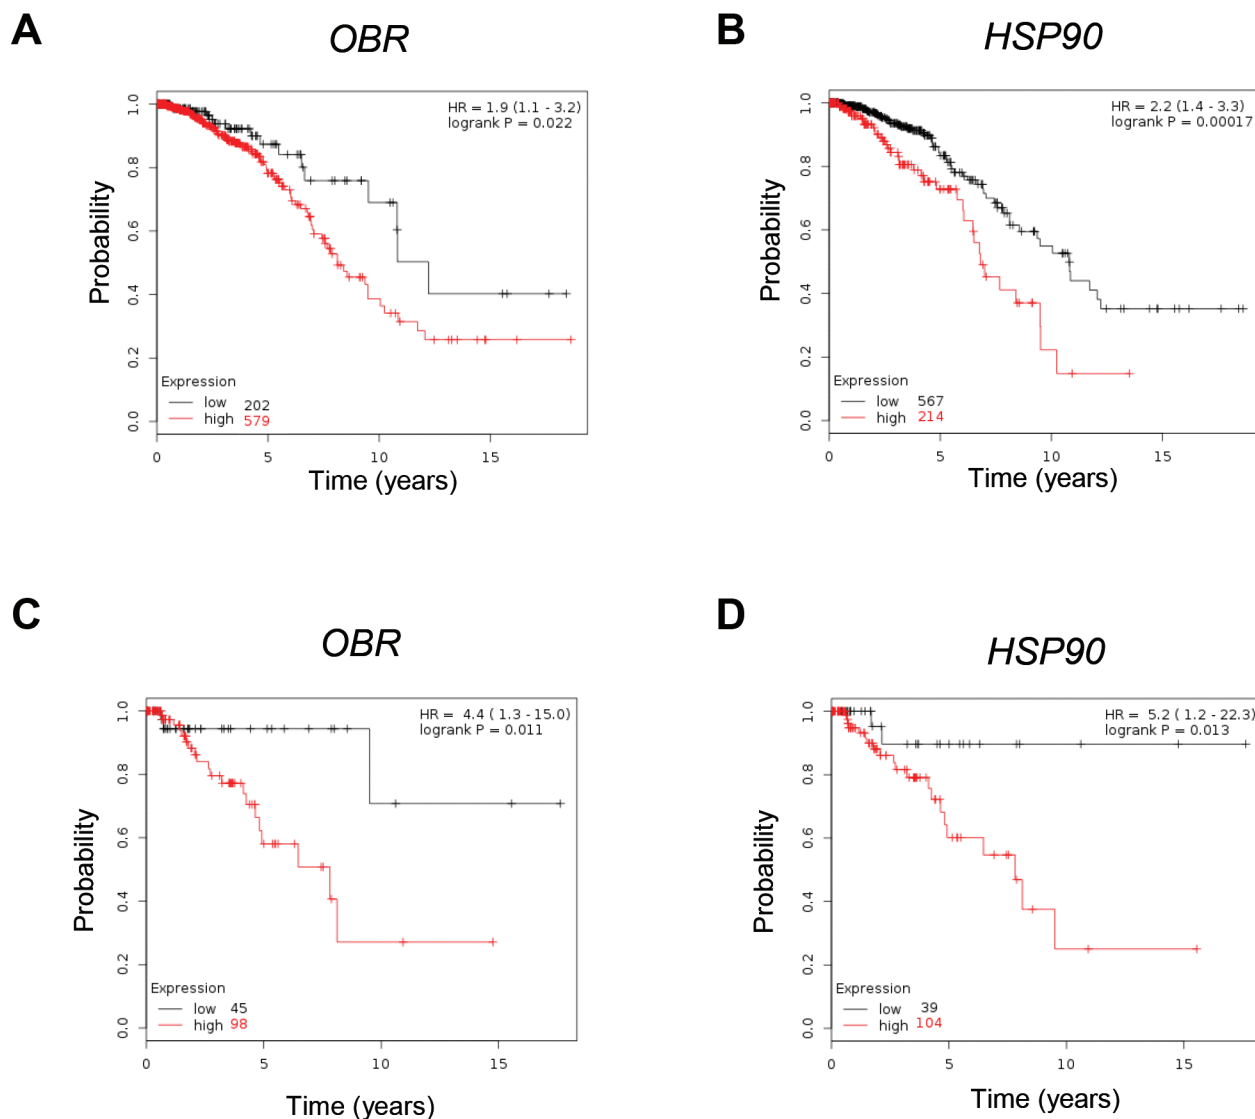 A
OBR
HR = 1.9 (1.1 - 3.2)
logrank P = 0.022
Probability
1.0
0.8
0.6
0.4
0.2
0.0
Expression
low 202
high 579
0 5 10 15
Time (years)
B
HSP90
HR = 2.2 (1.4 - 3.3)
logrank P = 0.00017
Probability
1.0
0.8
0.6
0.4
0.2
0.0
Expression
low 567
high 214
0 5 10 15
Time (years)
C
OBR
HR = 4.4 ( 1.3 - 15.0)
logrank P = 0.011
Probability
1.0
0.8
0.6
0.4
0.2
0.0
Expression
low 45
high 98
0 5 10 15
Time (years)
D
HSP90
HR = 5.2 ( 1.2 - 22.3)
logrank P = 0.013
Probability
1.0
0.8
0.6
0.4
0.2
0.0
Expression
low 39
high 104
0 5 10 15
Time (years)